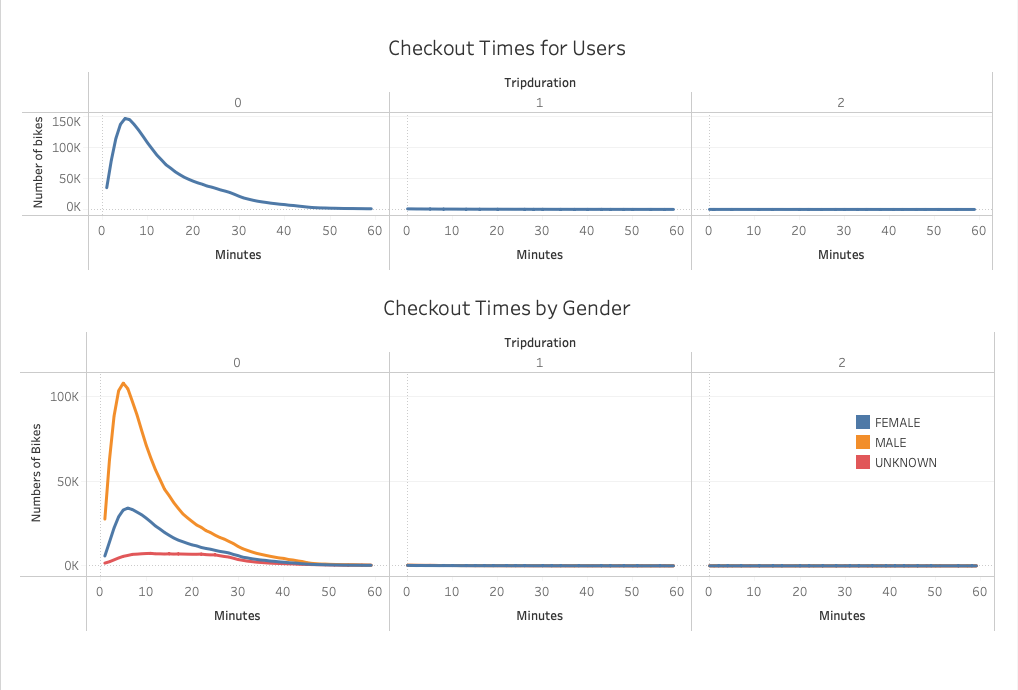 Checkout Times for Users
Tripduration
0 1 2
Number of bikes
150K
100K
50K
0K
0 10 20 30 40 50 60 0 10 20 30 40 50 60 0 10 20 30 40 50 60
Minutes Minutes Minutes
Checkout Times by Gender
Tripduration
0 1 2
Numbers of Bikes
100K
50K
0K
FEMALE
MALE
UNKNOWN
0 10 20 30 40 50 60 0 10 20 30 40 50 60 0 10 20 30 40 50 60
Minutes Minutes Minutes